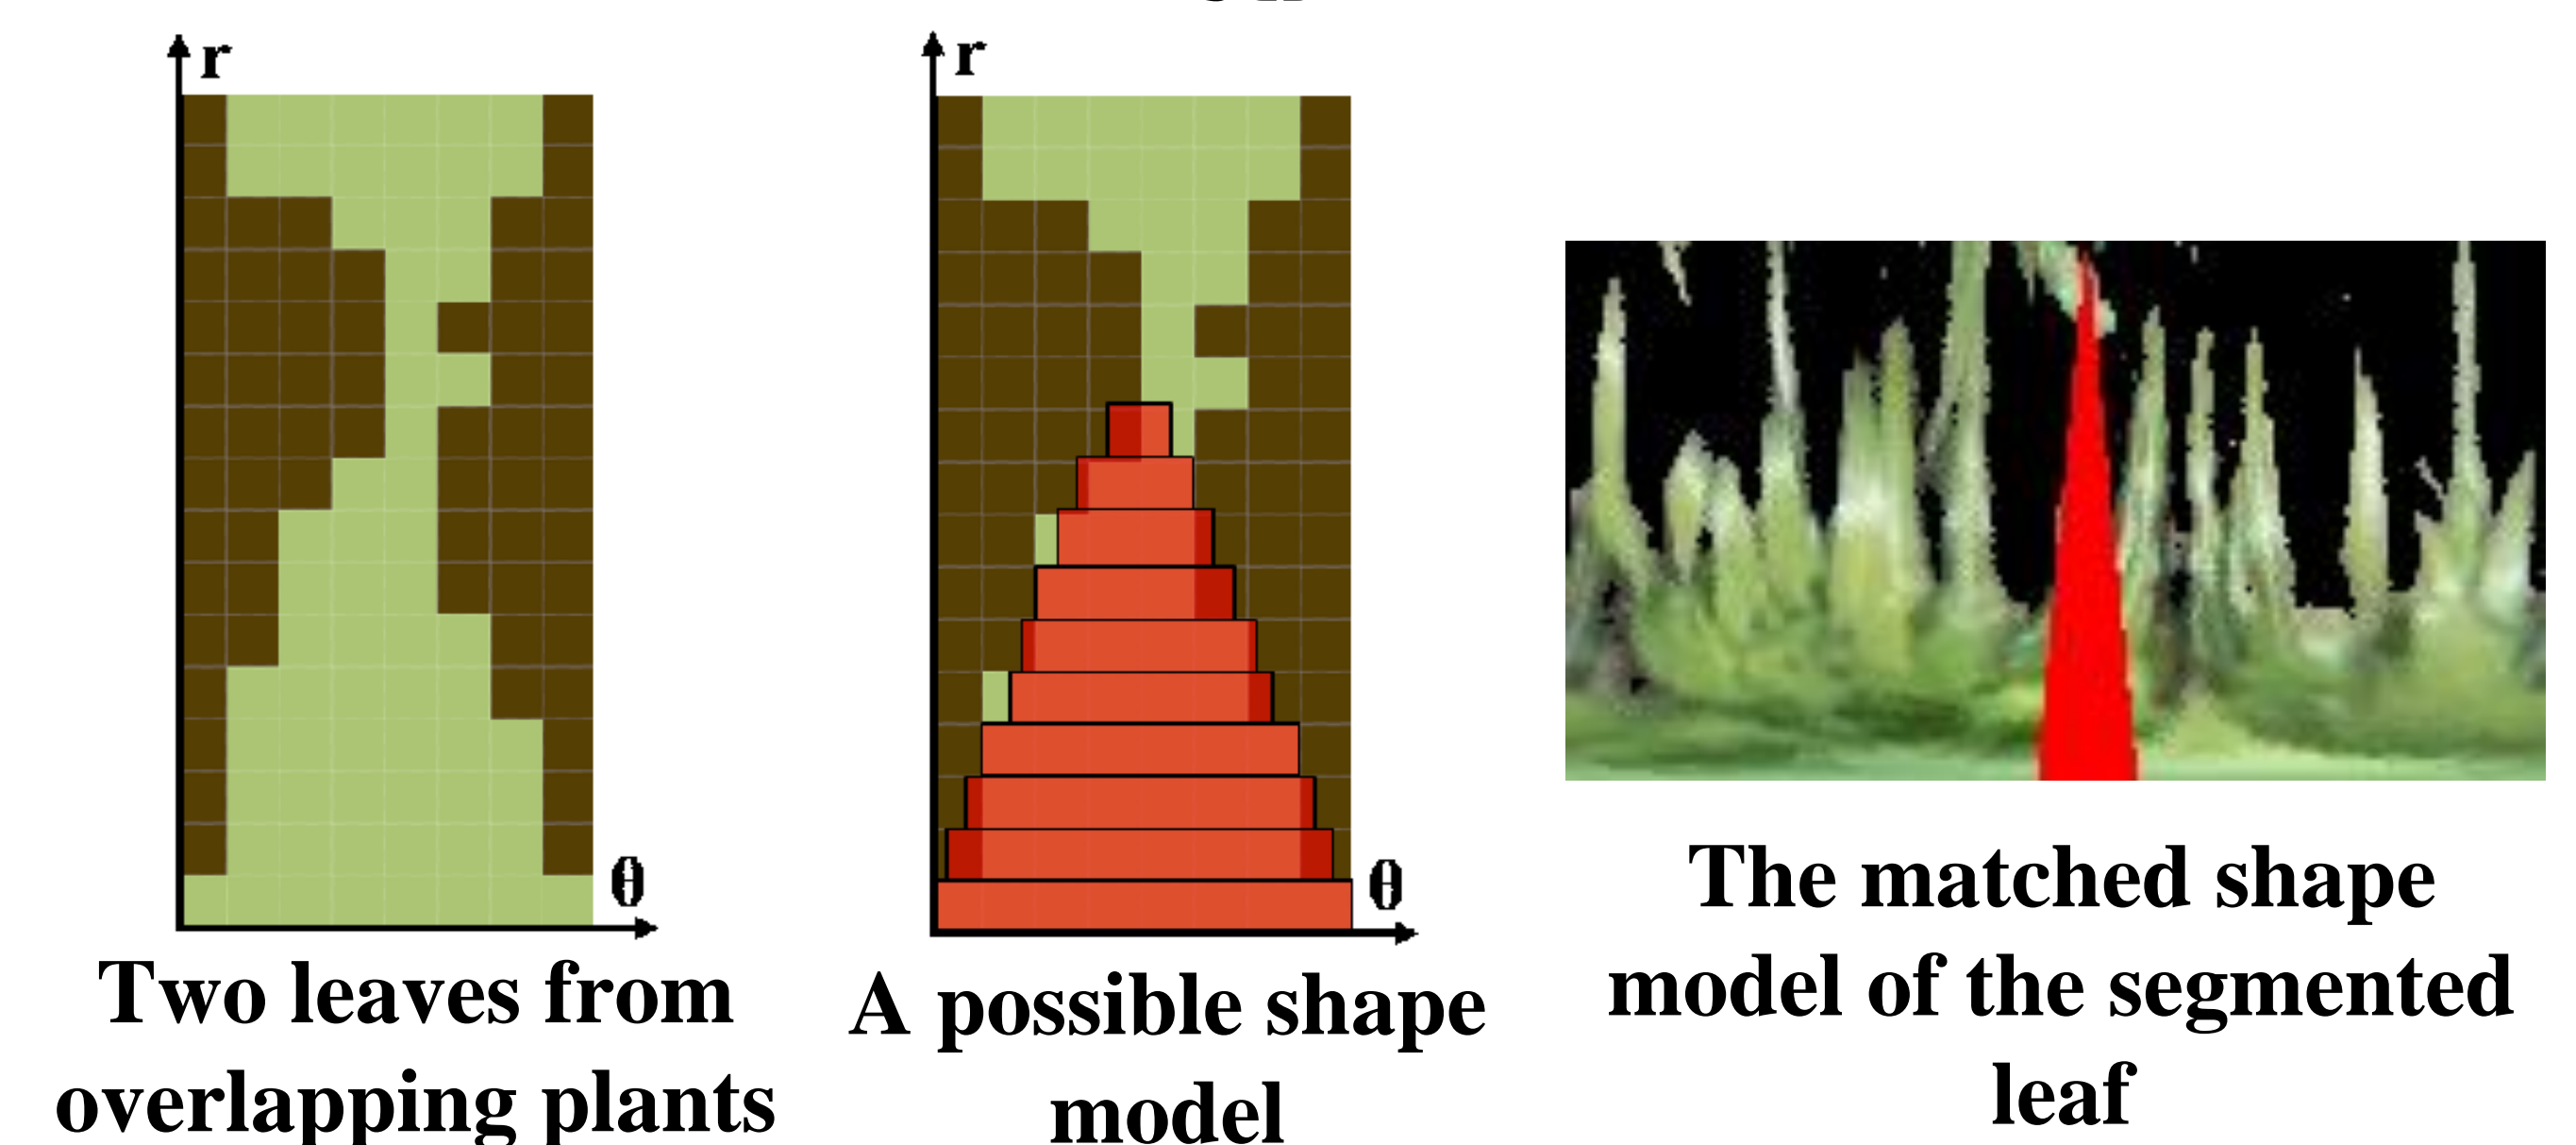 r
θ
Two leaves from
overlapping plants
r
θ
A possible shape
model
The matched shape
model of the segmented
leaf